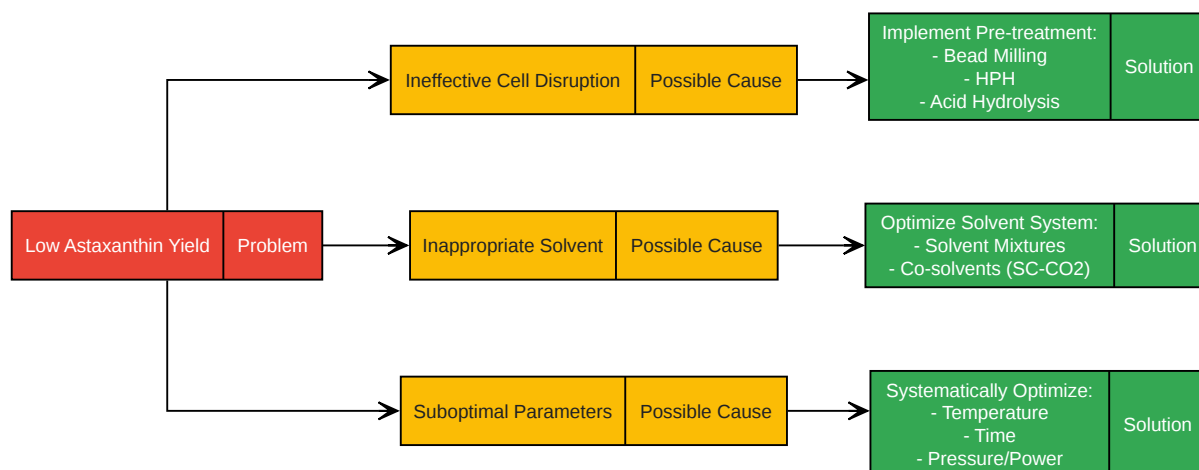 Implement Pre-treatment:
- Bead Milling
- HPH
- Acid Hydrolysis
Solution
Ineffective Cell Disruption
Possible Cause
Low Astaxanthin Yield
Problem
Inappropriate Solvent
Possible Cause
Optimize Solvent System:
- Solvent Mixtures
- Co-solvents (SC-CO2)
Solution
Suboptimal Parameters
Possible Cause
Systematically Optimize:
- Temperature
- Time
- Pressure/Power
Solution